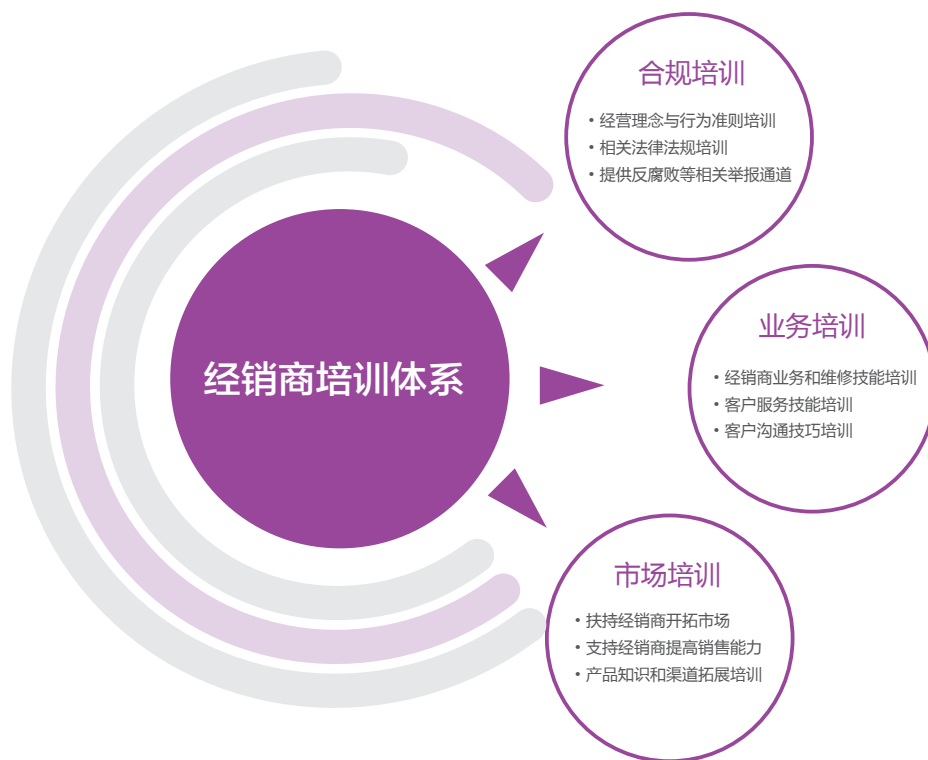 合规培训
• 经营理念与行为准则培训
• 相关法律法规培训
• 提供反腐败等相关举报通道
经销商培训体系
业务培训
• 经销商业务和维修技能培训
• 客户服务技能培训
• 客户沟通技巧培训
市场培训
• 扶持经销商开拓市场
• 支持经销商提高销售能力
• 产品知识和渠道拓展培训